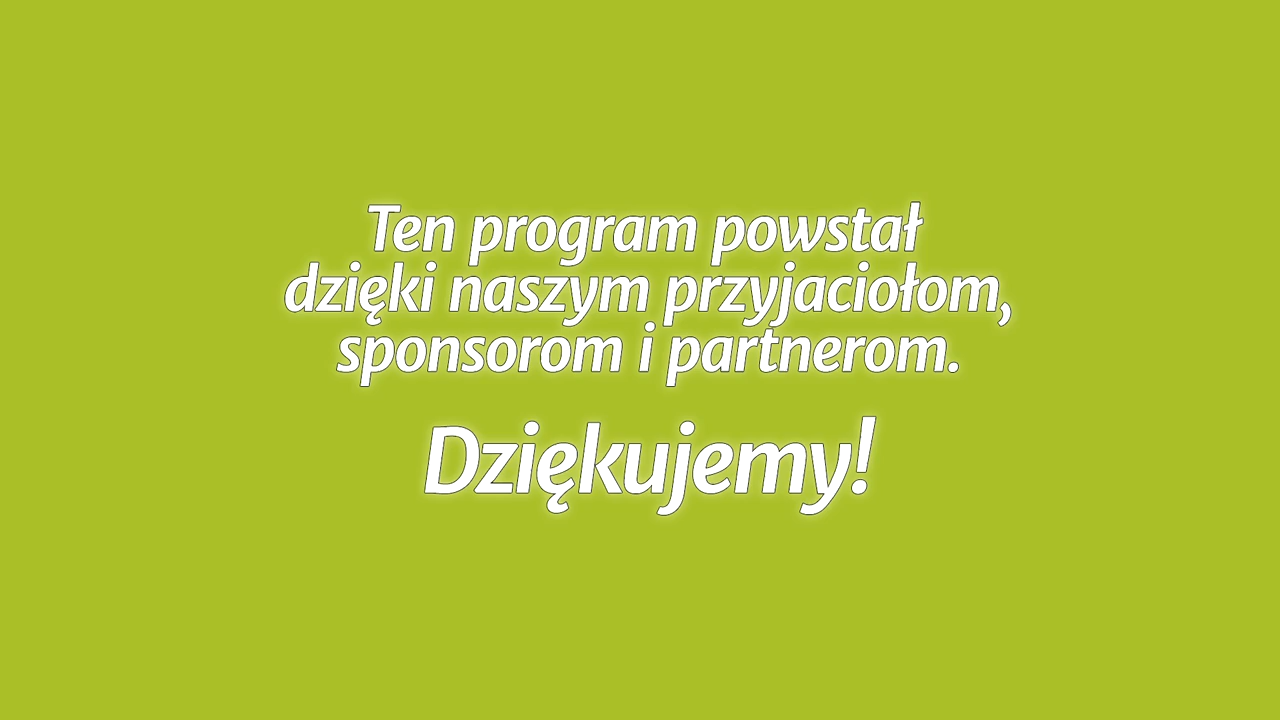 Ten program powstał
dzięki naszym przyjaciołom,
sponsorom i partnerom.
Dziękujemy!